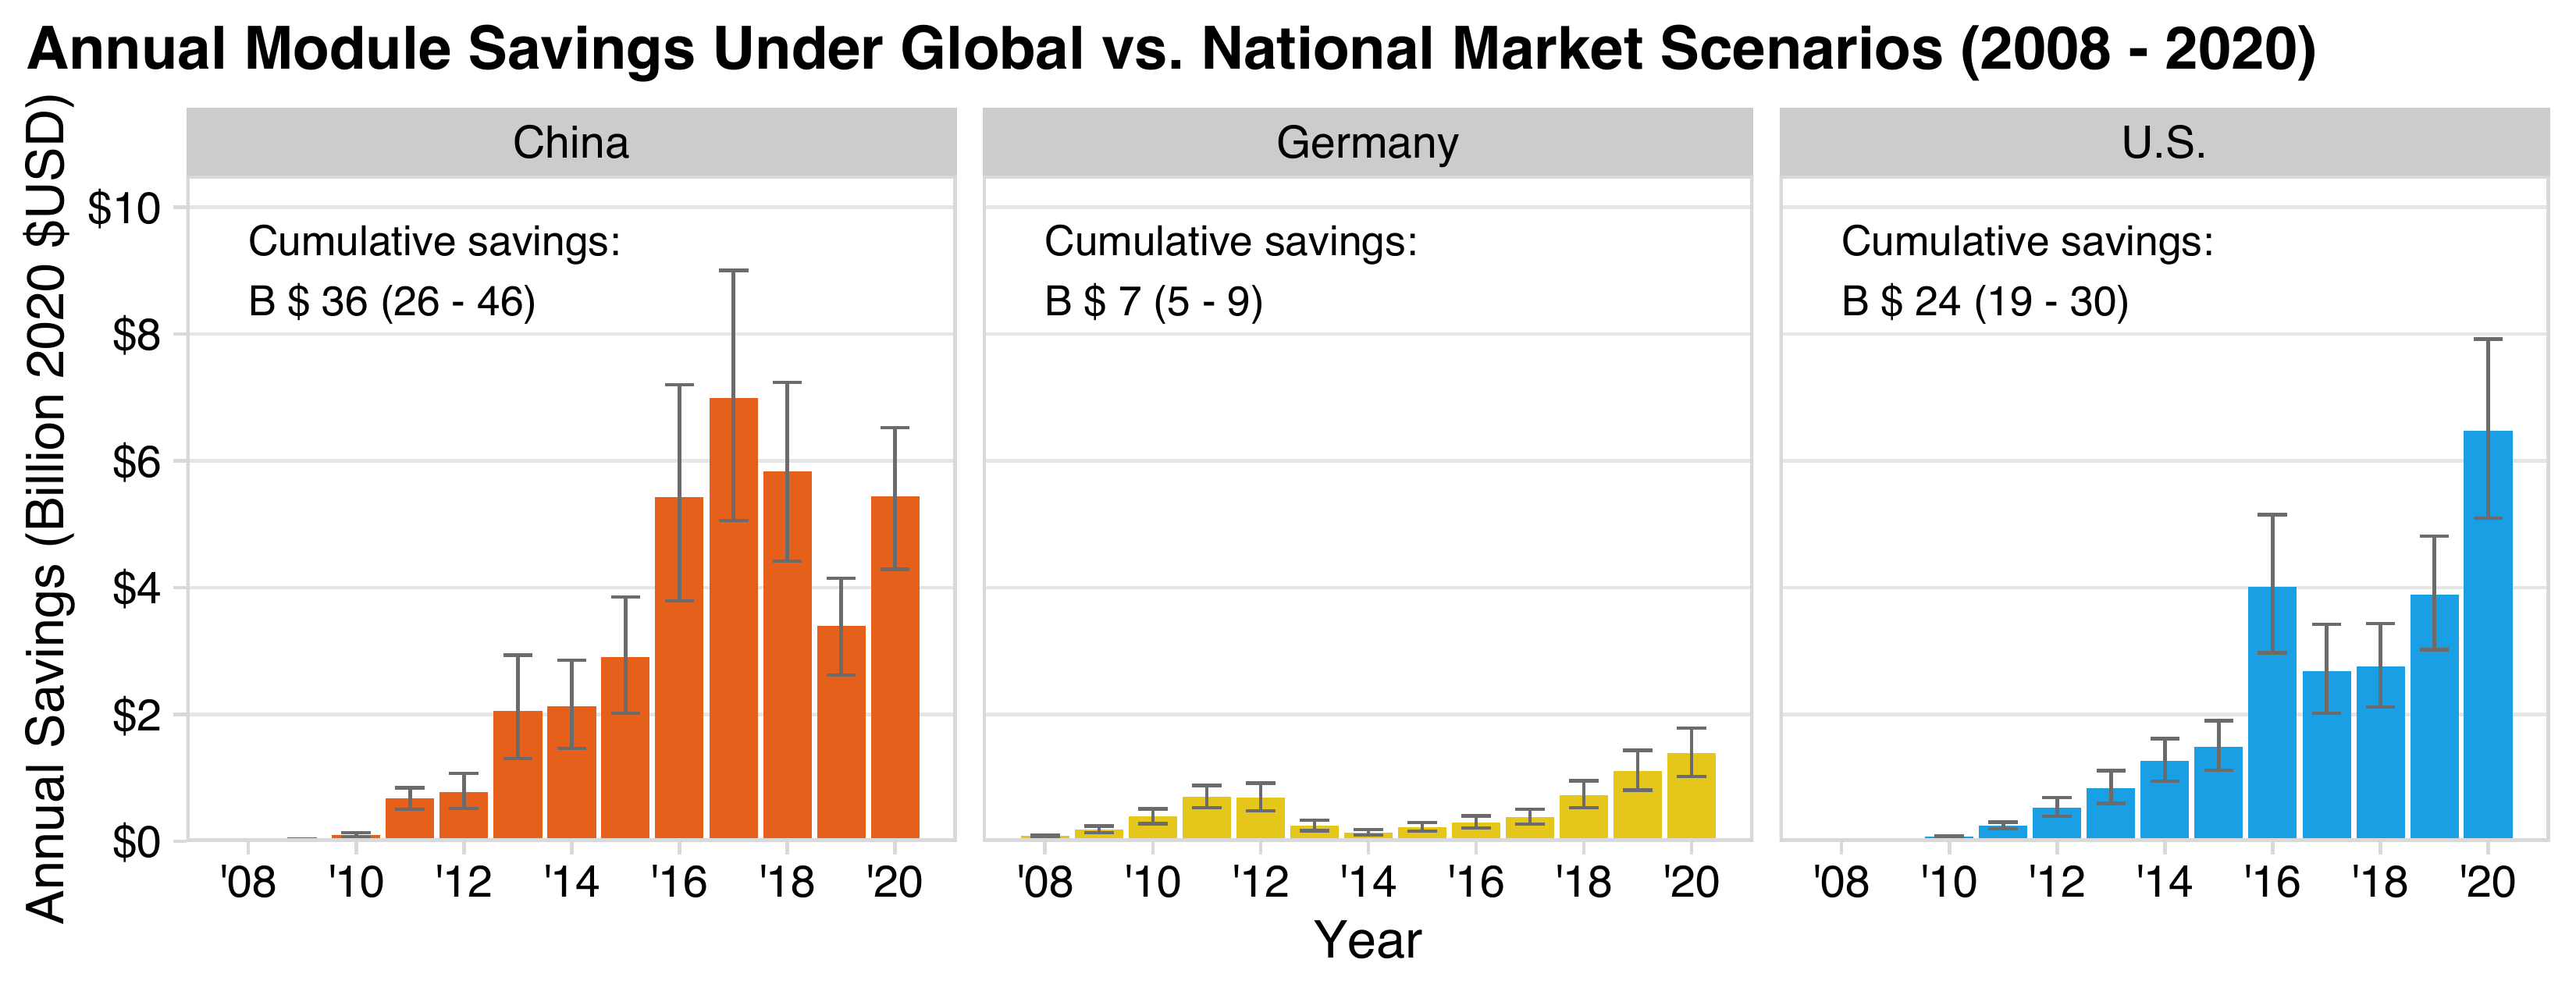 Annual Module Savings Under Global vs. National Market Scenarios (2008 - 2020)
Annual Savings (Billion 2020 $USD)
China
Germany
U.S.
$10
$8
$6
$4
$2
$0
Cumulative savings:
B $ 36 (26 - 46)
Cumulative savings:
B $ 7 (5 - 9)
Cumulative savings:
B $ 24 (19 - 30)
'08 '10 '12 '14 '16 '18 '20
'08 '10 '12 '14 '16 '18 '20
'08 '10 '12 '14 '16 '18 '20
Year